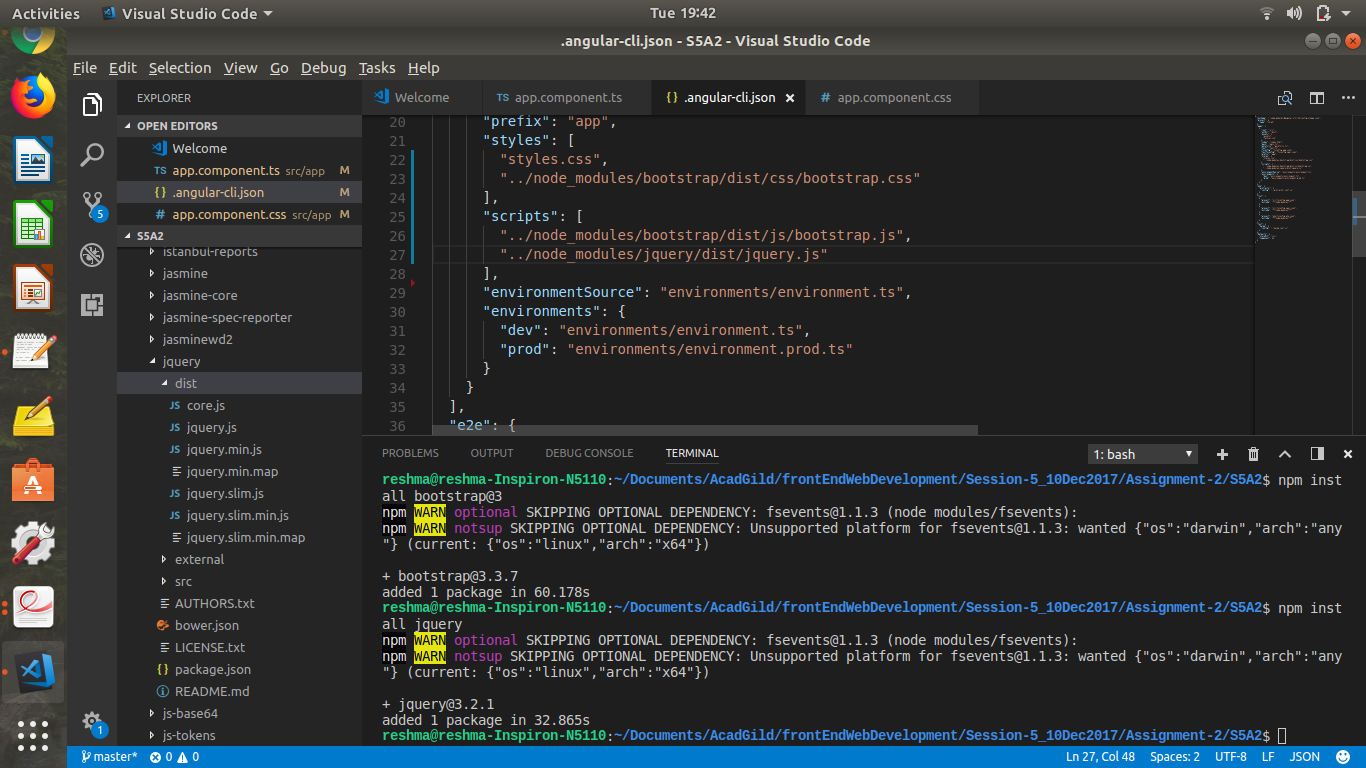 Activities
Visual Studio Code
Tue 19:42
.angular-cli.json - S5A2 - Visual Studio Code
File Edit Selection View Go Debug Tasks Help
EXPLORER
OPEN EDITORS
Welcome
TS app.component.ts src/app M
{} .angular-cli.json M
# app.component.css src/app M
S5A2
istanbul-reports
jasmine
jasmine-core
jasmine-spec-reporter
jasminewd2
jquery
dist
JS core.js
JS jquery.js
JS jquery.min.js
jquery.min.map
JS jquery.slim.js
JS jquery.slim.min.js
jquery.slim.min.map
external
src
AUTHORS.txt
bower.json
LICENSE.txt
{} package.json
README.md
js-base64
js-tokens
5
1
Welcome
TS app.component.ts
{} .angular-cli.json ×
# app.component.css
20 "prefix": "app",
21 "styles": [
22 "styles.css",
23 "../node_modules/bootstrap/dist/css/bootstrap.css"
24 ],
25 "scripts": [
26 "../node_modules/bootstrap/dist/js/bootstrap.js",
27 "../node_modules/jquery/dist/jquery.js"
28 ],
29 "environmentSource": "environments/environment.ts",
30 "environments": {
31 "dev": "environments/environment.ts",
32 "prod": "environments/environment.prod.ts"
33 }
34 }
35 ],
36 "e2e": {
PROBLEMS OUTPUT DEBUG CONSOLE TERMINAL
1: bash
reshma@reshma-Inspiron-N5110:~/Documents/AcadGild/frontEndWebDevelopment/Session-5_10Dec2017/Assignment-2/S5A2$ npm inst
all bootstrap@3
npm WARN optional SKIPPING OPTIONAL DEPENDENCY: fsevents@1.1.3 (node modules/fsevents):
npm WARN notsup SKIPPING OPTIONAL DEPENDENCY: Unsupported platform for fsevents@1.1.3: wanted {"os":"darwin","arch":"any
"} (current: {"os":"linux","arch":"x64"})
+ bootstrap@3.3.7
added 1 package in 60.178s
reshma@reshma-Inspiron-N5110:~/Documents/AcadGild/frontEndWebDevelopment/Session-5_10Dec2017/Assignment-2/S5A2$ npm inst
all jquery
npm WARN optional SKIPPING OPTIONAL DEPENDENCY: fsevents@1.1.3 (node modules/fsevents):
npm WARN notsup SKIPPING OPTIONAL DEPENDENCY: Unsupported platform for fsevents@1.1.3: wanted {"os":"darwin","arch":"any
"} (current: {"os":"linux","arch":"x64"})
+ jquery@3.2.1
added 1 package in 32.865s
reshma@reshma-Inspiron-N5110:~/Documents/AcadGild/frontEndWebDevelopment/Session-5_10Dec2017/Assignment-2/S5A2$
master* 0 0
Ln 27, Col 48 Spaces: 2 UTF-8 LF JSON